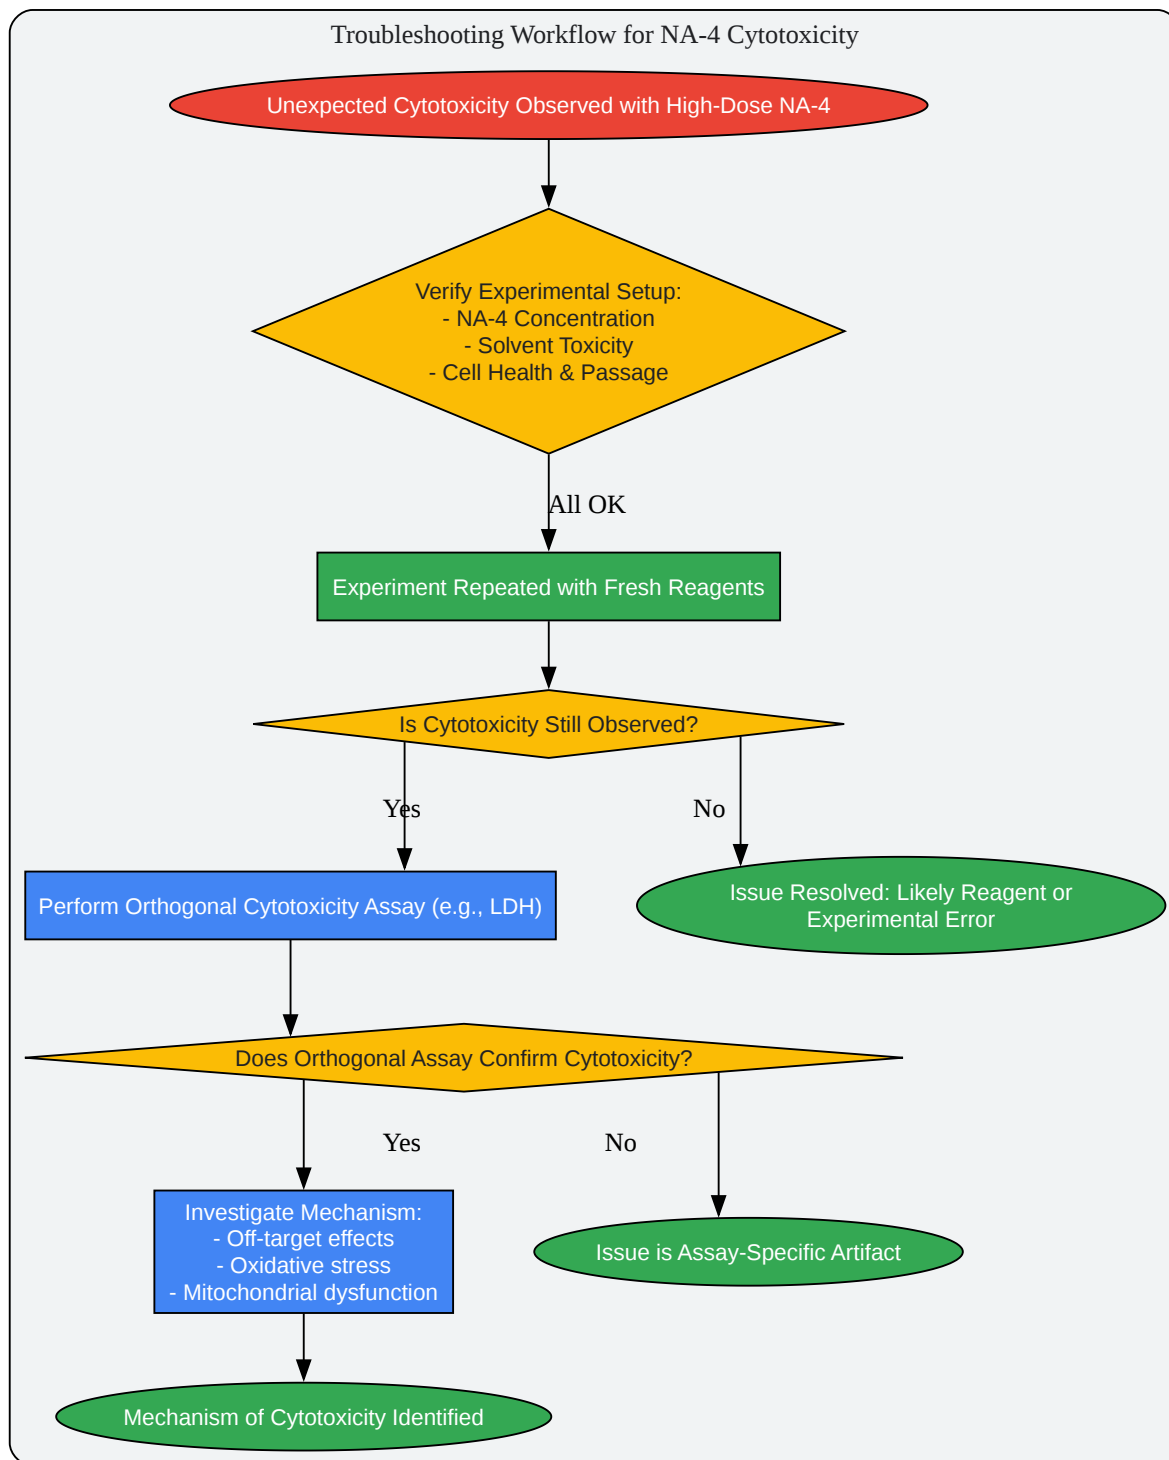 Troubleshooting Workflow for NA-4 Cytotoxicity
Unexpected Cytotoxicity Observed with High-Dose NA-4
Verify Experimental Setup:
- NA-4 Concentration
- Solvent Toxicity
- Cell Health & Passage
All OK
Experiment Repeated with Fresh Reagents
Is Cytotoxicity Still Observed?
Yes
No
Perform Orthogonal Cytotoxicity Assay (e.g., LDH)
Issue Resolved: Likely Reagent or
Experimental Error
Does Orthogonal Assay Confirm Cytotoxicity?
Yes
No
Investigate Mechanism:
- Off-target effects
- Oxidative stress
- Mitochondrial dysfunction
Issue is Assay-Specific Artifact
Mechanism of Cytotoxicity Identified